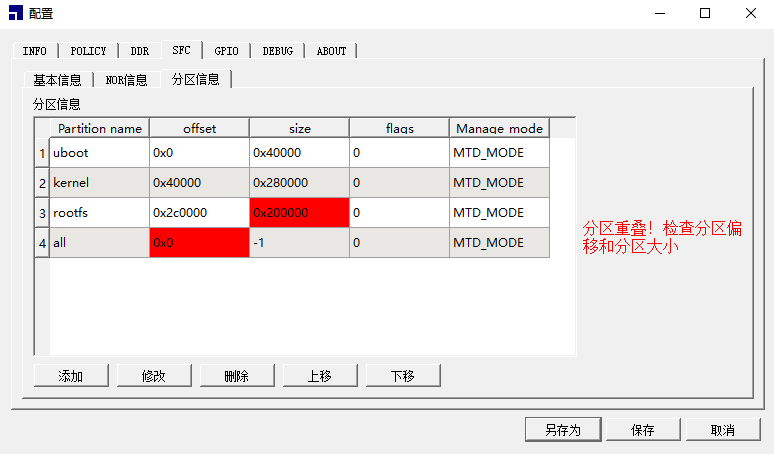 配置
INFO POLICY DDR SFC GPIO DEBUG ABOUT
基本信息 NOR信息 分区信息
分区信息
Partition name offset size flags Manage mode
1 uboot 0x0 0x40000 0 MTD_MODE
2 kernel 0x40000 0x280000 0 MTD_MODE
3 rootfs 0x2c0000 0x200000 0 MTD_MODE
4 all 0x0 -1 0 MTD_MODE
分区重叠！检查分区偏
移和分区大小
添加 修改 删除 上移 下移
另存为 保存 取消